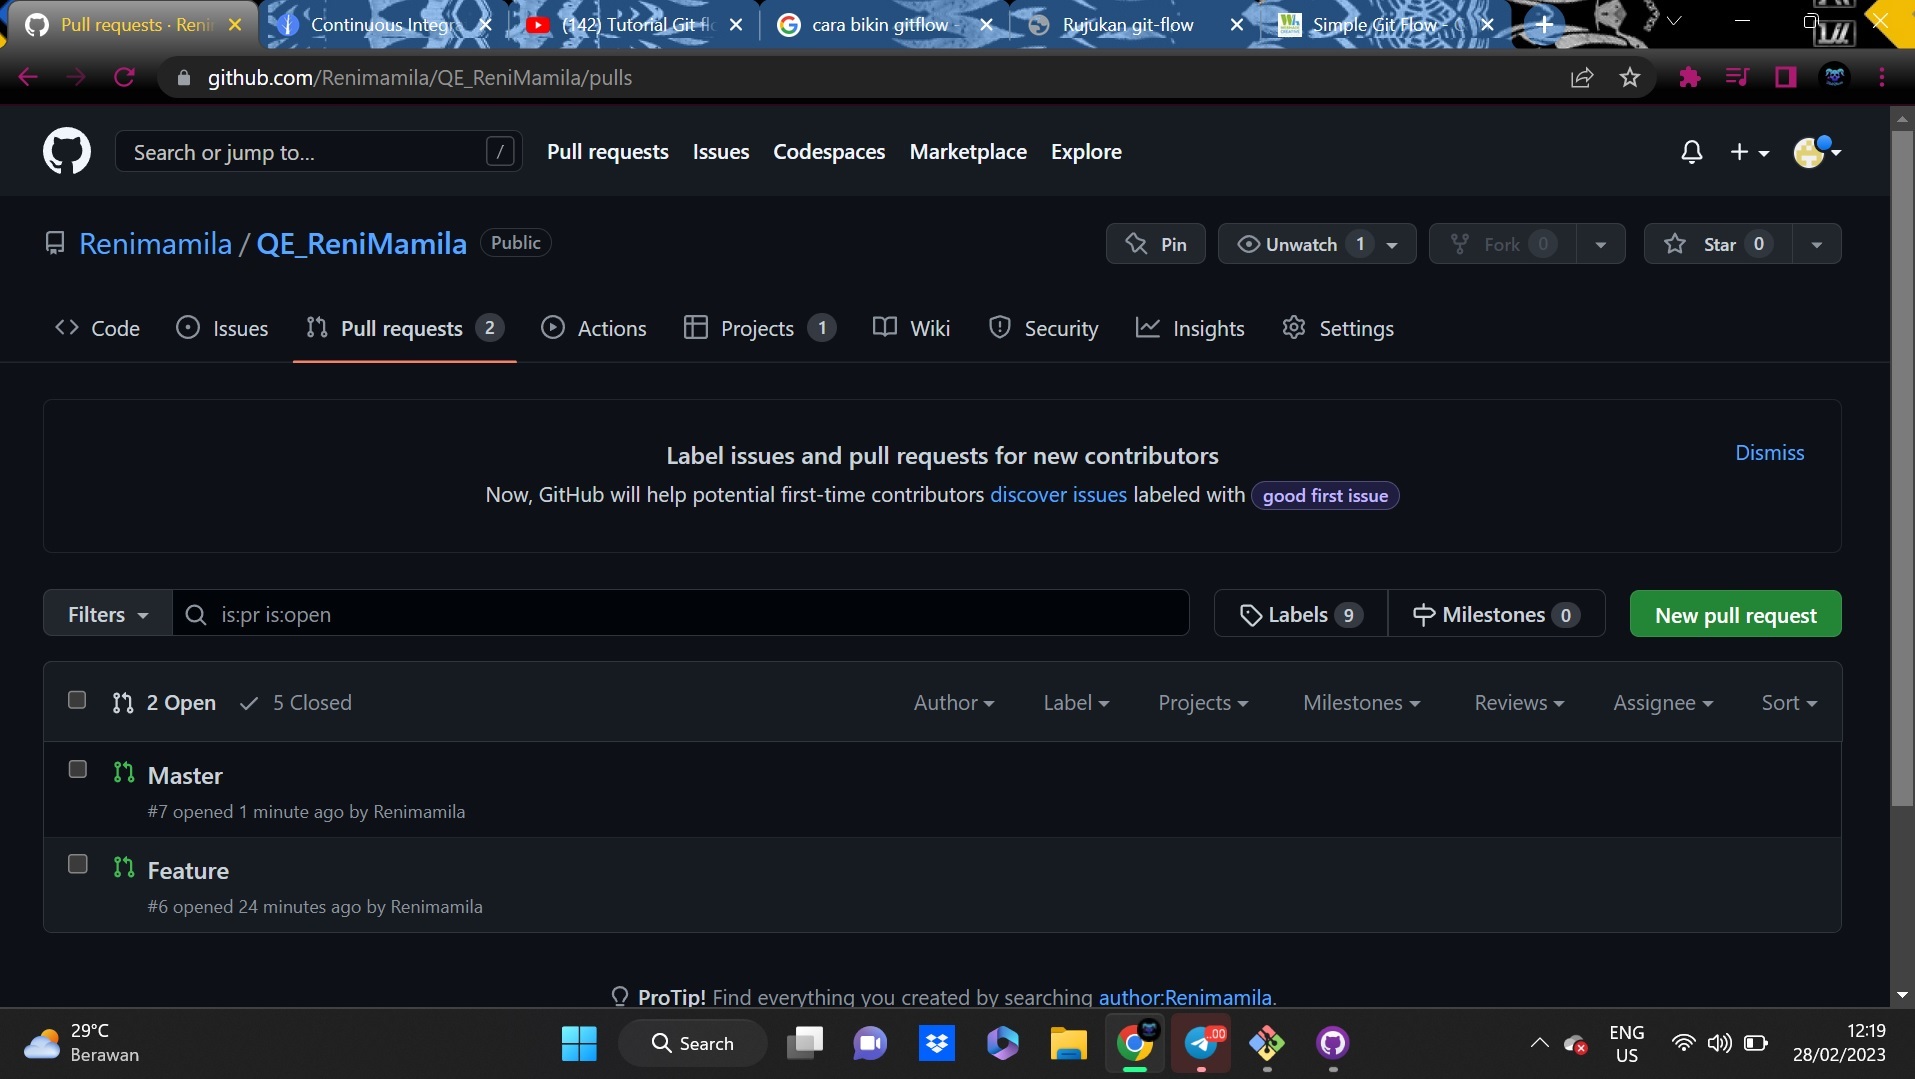 Pull requests · Reni
Continuous Integr
(142) Tutorial Git fl
cara bikin gitflow -
Rujukan git-flow
Simple Git Flow - C
github.com/Renimamila/QE_ReniMamila/pulls
Search or jump to...
/
Pull requests
Issues
Codespaces
Marketplace
Explore
Renimamila / QE_ReniMamila
Public
Pin
Unwatch 1
Fork 0
Star 0
Code
Issues
Pull requests 2
Actions
Projects 1
Wiki
Security
Insights
Settings
Label issues and pull requests for new contributors
Dismiss
Now, GitHub will help potential first-time contributors discover issues labeled with good first issue
Filters
is:pr is:open
Labels 9
Milestones 0
New pull request
2 Open
5 Closed
Author
Label
Projects
Milestones
Reviews
Assignee
Sort
Master
#7 opened 1 minute ago by Renimamila
Feature
#6 opened 24 minutes ago by Renimamila
ProTip! Find everything you created by searching author:Renimamila.
29°C
Berawan
Search
..00
ENG
US
12:19
28/02/2023